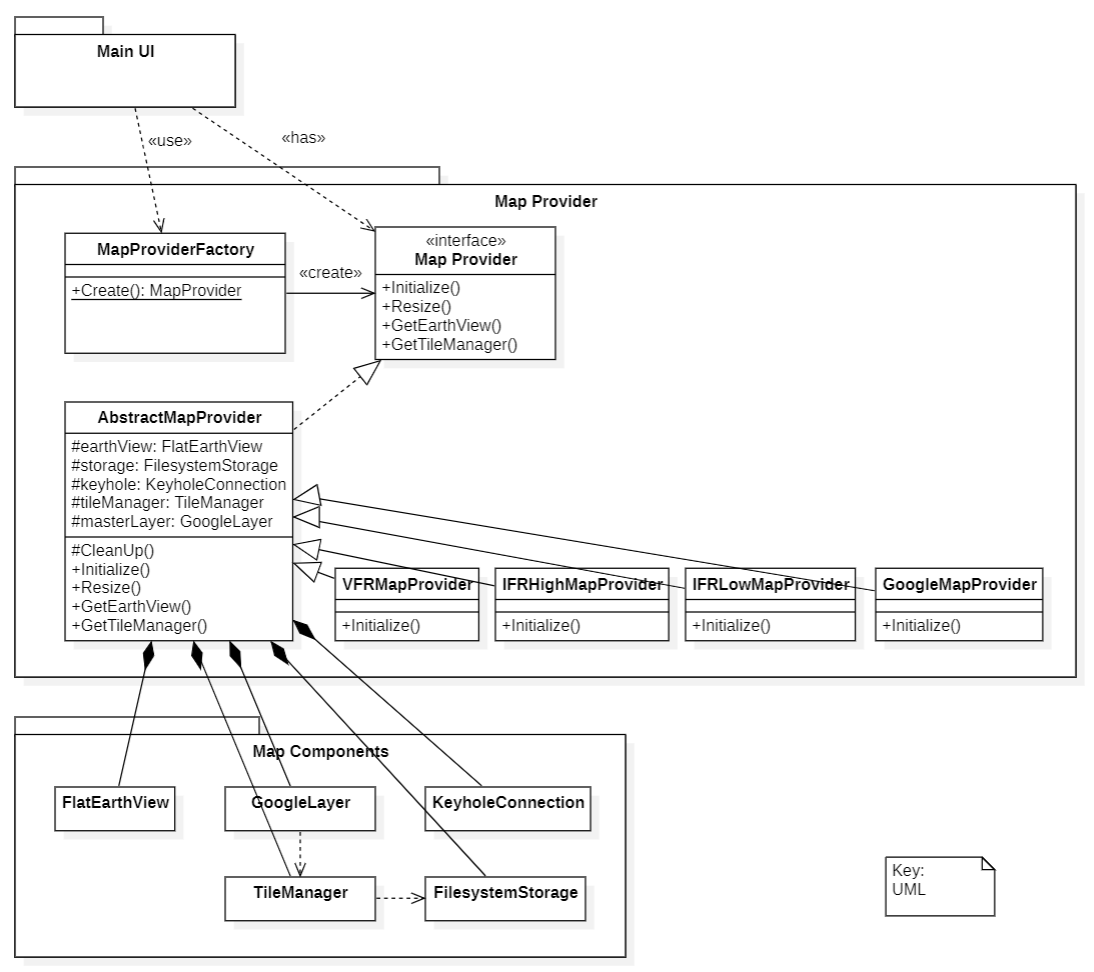 Main UI
«use»
«has»
Map Provider
MapProviderFactory
+Create(): MapProvider
«create»
«interface»
Map Provider
+Initialize()
+Resize()
+GetEarthView()
+GetTileManager()
AbstractMapProvider
#earthView: FlatEarthView
#storage: FilesystemStorage
#keyhole: KeyholeConnection
#tileManager: TileManager
#masterLayer: GoogleLayer
#CleanUp()
+Initialize()
+Resize()
+GetEarthView()
+GetTileManager()
VFRMapProvider
+Initialize()
IFRHighMapProvider
+Initialize()
IFRLowMapProvider
+Initialize()
GoogleMapProvider
+Initialize()
Map Components
FlatEarthView
GoogleLayer
KeyholeConnection
TileManager
FilesystemStorage
Key:
UML